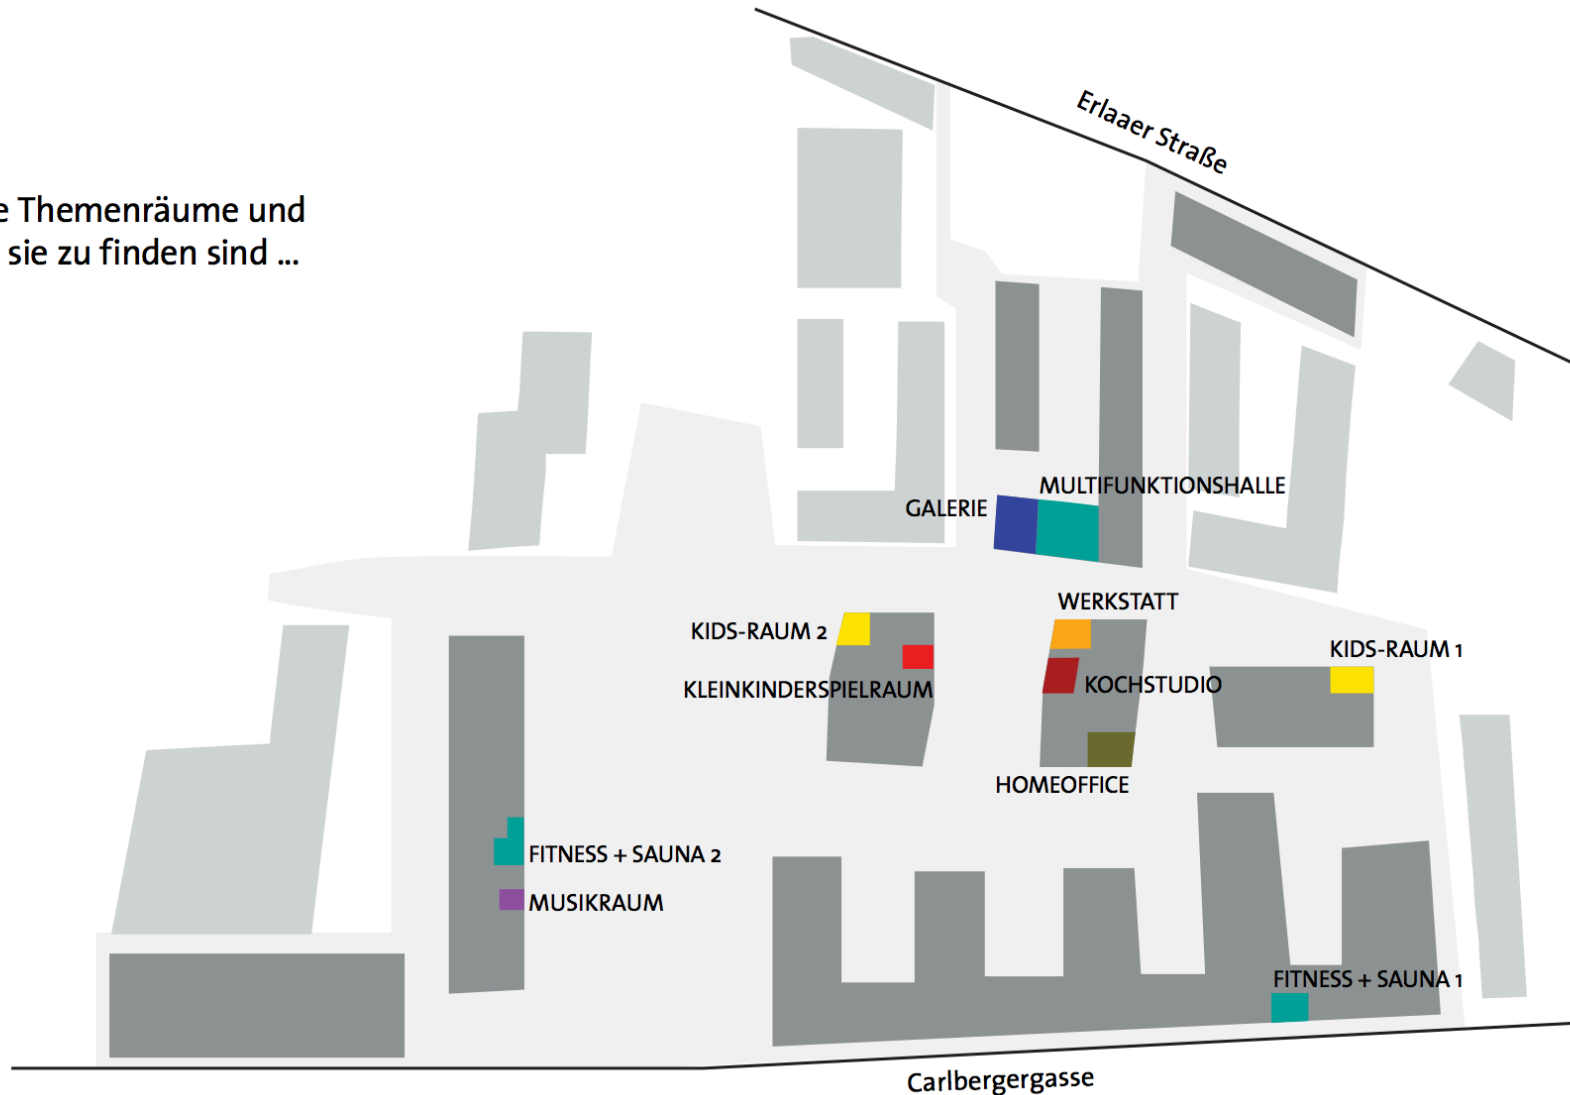 e Themenräume und
sie zu finden sind ...
Erlaaer Straße
MULTIFUNKTIONSHALLE
GALERIE
WERKSTATT
KIDS-RAUM 2
KIDS-RAUM 1
KLEINKINDERSPIELRAUM
KOCHSTUDIO
HOMEOFFICE
FITNESS + SAUNA 2
MUSIKRAUM
FITNESS + SAUNA 1
Carlbergergasse